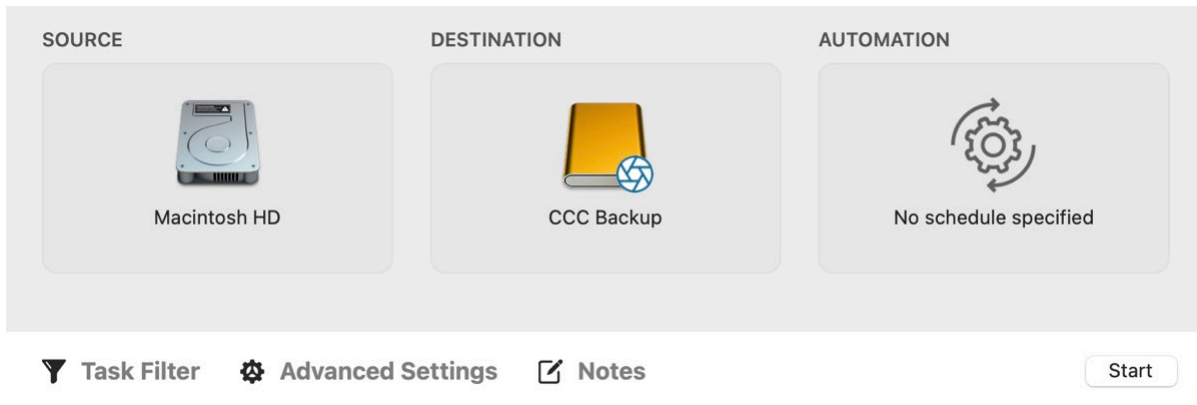 SOURCE
DESTINATION
AUTOMATION
Macintosh HD
CCC Backup
No schedule specified
Task Filter
Advanced Settings
Notes
Start